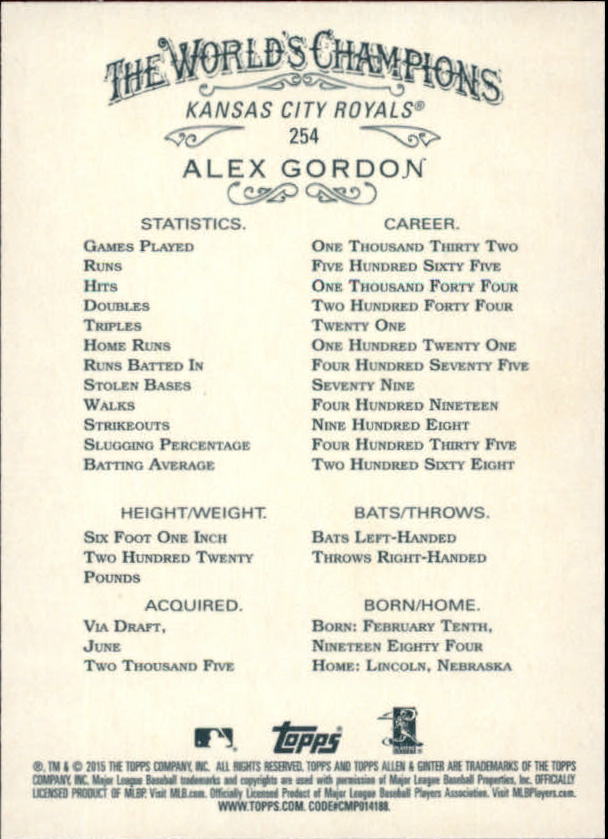 THE WORLD'S CHAMPIONS
KANSAS CITY ROYALS®
254
ALEX GORDON
STATISTICS. CAREER.
GAMES PLAYED ONE THOUSAND THIRTY TWO
RUNS FIVE HUNDRED SIXTY FIVE
HITS ONE THOUSAND FORTY FOUR
DOUBLES TWO HUNDRED FORTY FOUR
TRIPLES TWENTY ONE
HOME RUNS ONE HUNDRED TWENTY ONE
RUNS BATTED IN FOUR HUNDRED SEVENTY FIVE
STOLEN BASES SEVENTY NINE
WALKS FOUR HUNDRED NINETEEN
STRIKEOUTS NINE HUNDRED EIGHT
SLUGGING PERCENTAGE FOUR HUNDRED THIRTY FIVE
BATTING AVERAGE TWO HUNDRED SIXTY EIGHT
HEIGHT/WEIGHT. BATS/THROWS.
SIX FOOT ONE INCH BATS LEFT-HANDED
TWO HUNDRED TWENTY THROWS RIGHT-HANDED
POUNDS
ACQUIRED. BORN/HOME.
VIA DRAFT, BORN: FEBRUARY TENTH,
JUNE NINETEEN EIGHTY FOUR
TWO THOUSAND FIVE HOME: LINCOLN, NEBRASKA
Topps
®, TM & © 2015 THE TOPPS COMPANY, INC. ALL RIGHTS RESERVED. TOPPS AND TOPPS ALLEN & GINTER ARE TRADEMARKS OF THE TOPPS
COMPANY, INC. Major League Baseball trademarks and copyrights are used with permission of Major League Baseball Properties, Inc. OFFICIALLY
LICENSED PRODUCT OF MLBP. Visit MLB.com. Officially Licensed Product of Major League Baseball Players Association. Visit MLBPlayers.com.
WWW.TOPPS.COM. CODE#CMP014188.